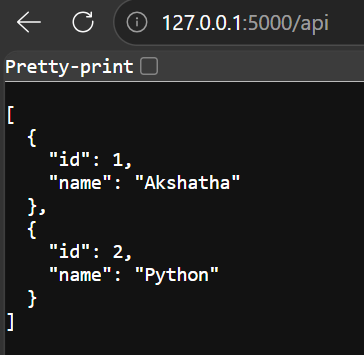 127.0.0.1:5000/api
Pretty-print
[
  {
    "id": 1,
    "name": "Akshatha"
  },
  {
    "id": 2,
    "name": "Python"
  }
]